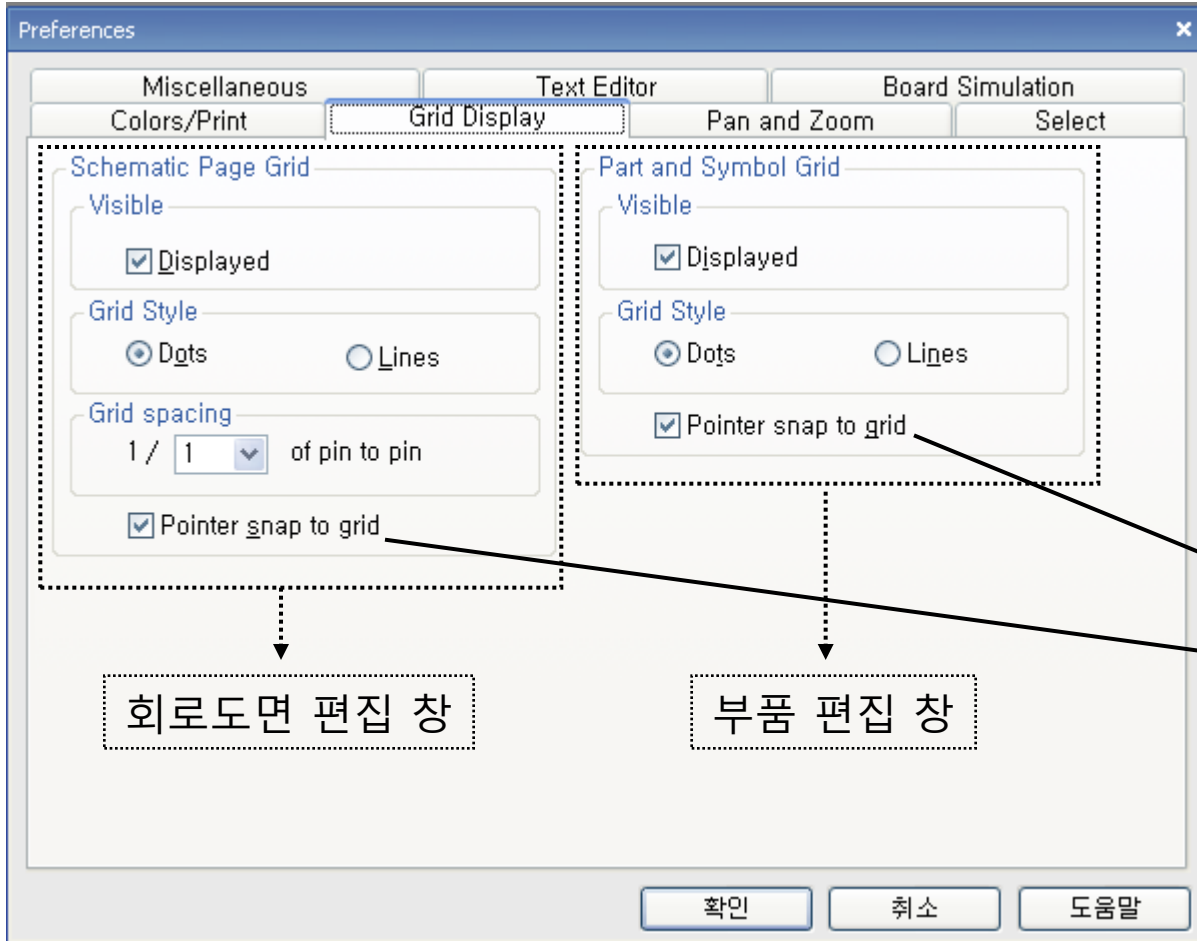 Preferences
Miscellaneous
Text Editor
Board Simulation
Colors/Print
Grid Display
Pan and Zoom
Select
Schematic Page Grid
Visible
Displayed
Grid Style
Dots
Lines
Grid spacing
1 / 1 of pin to pin
Pointer snap to grid
Part and Symbol Grid
Visible
Displayed
Grid Style
Dots
Lines
Pointer snap to grid
회로도면 편집 창
부품 편집 창
확인
취소
도움말